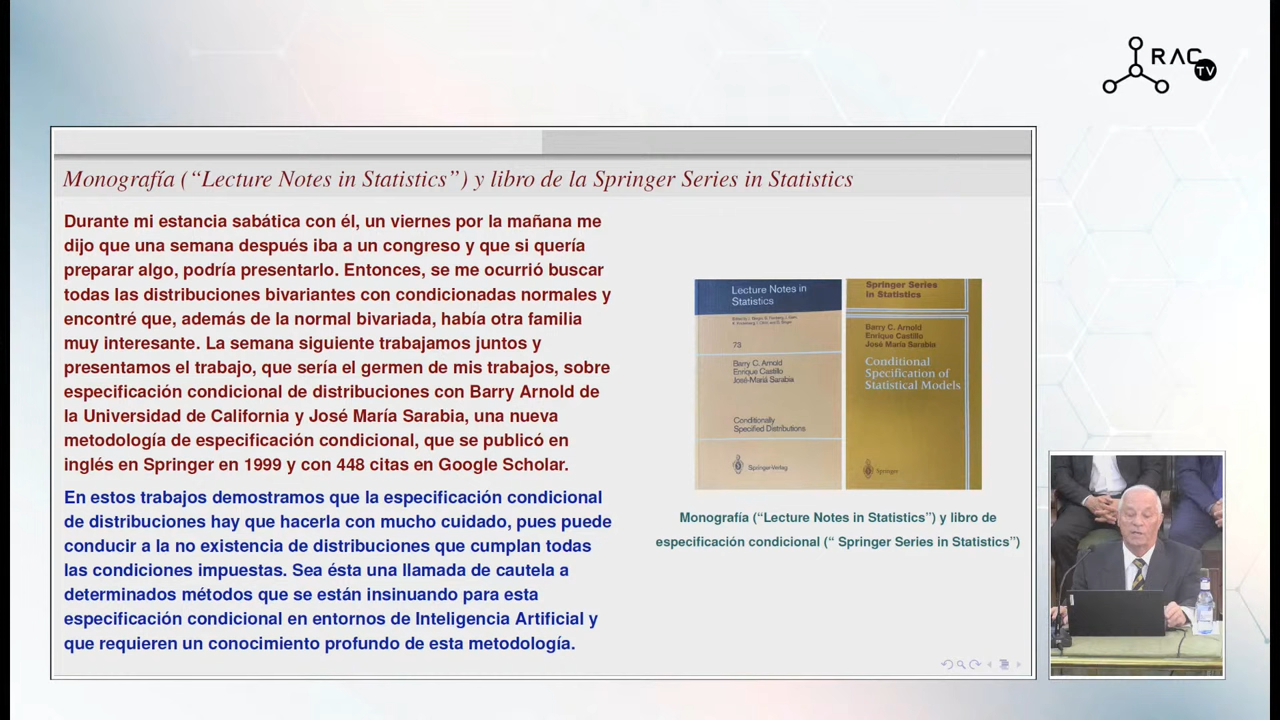 RAC
TV
Monografía (“Lecture Notes in Statistics”) y libro de la Springer Series in Statistics
Durante mi estancia sabática con él, un viernes por la mañana me
dijo que una semana después iba a un congreso y que si quería
preparar algo, podría presentarlo. Entonces, se me ocurrió buscar
todas las distribuciones bivariantes con condicionadas normales y
encontré que, además de la normal bivariada, había otra familia
muy interesante. La semana siguiente trabajamos juntos y
presentamos el trabajo, que sería el germen de mis trabajos, sobre
especificación condicional de distribuciones con Barry Arnold de
la Universidad de California y José María Sarabia, una nueva
metodología de especificación condicional, que se publicó en
inglés en Springer en 1999 y con 448 citas en Google Scholar.
En estos trabajos demostramos que la especificación condicional
de distribuciones hay que hacerla con mucho cuidado, pues puede
conducir a la no existencia de distribuciones que cumplan todas
las condiciones impuestas. Sea ésta una llamada de cautela a
determinados métodos que se están insinuando para esta
especificación condicional en entornos de Inteligencia Artificial y
que requieren un conocimiento profundo de esta metodología.
Lecture Notes in
Statistics
73
Barry C. Arnold
Enrique Castillo
José-María Sarabia
Conditionally
Specified Distributions
Springer-Verlag
Springer Series
in Statistics
Barry C. Arnold
Enrique Castillo
José María Sarabia
Conditional
Specification of
Statistical Models
Springer
Monografía (“Lecture Notes in Statistics”) y libro de
especificación condicional (“ Springer Series in Statistics”)